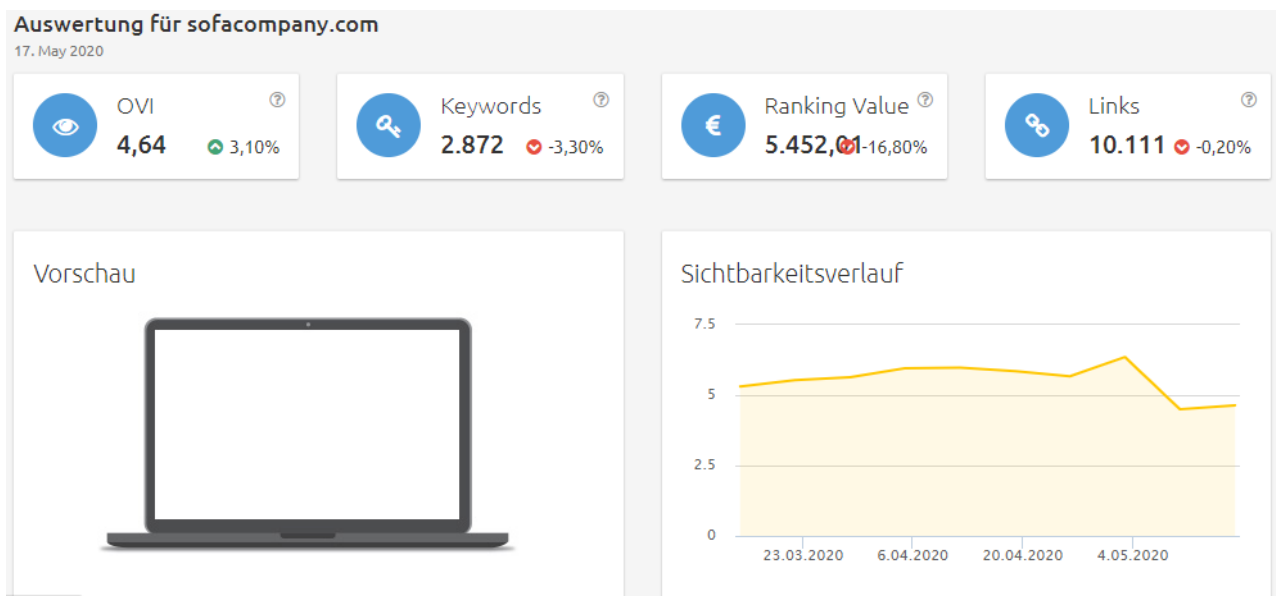 Auswertung für sofacompany.com
17. May 2020
OVI
4,64 3,10%
Keywords
2.872 -3,30%
Ranking Value
5.452,01 -16,80%
Links
10.111 -0,20%
Vorschau
Sichtbarkeitsverlauf
7.5
5
2.5
0
23.03.2020 6.04.2020 20.04.2020 4.05.2020